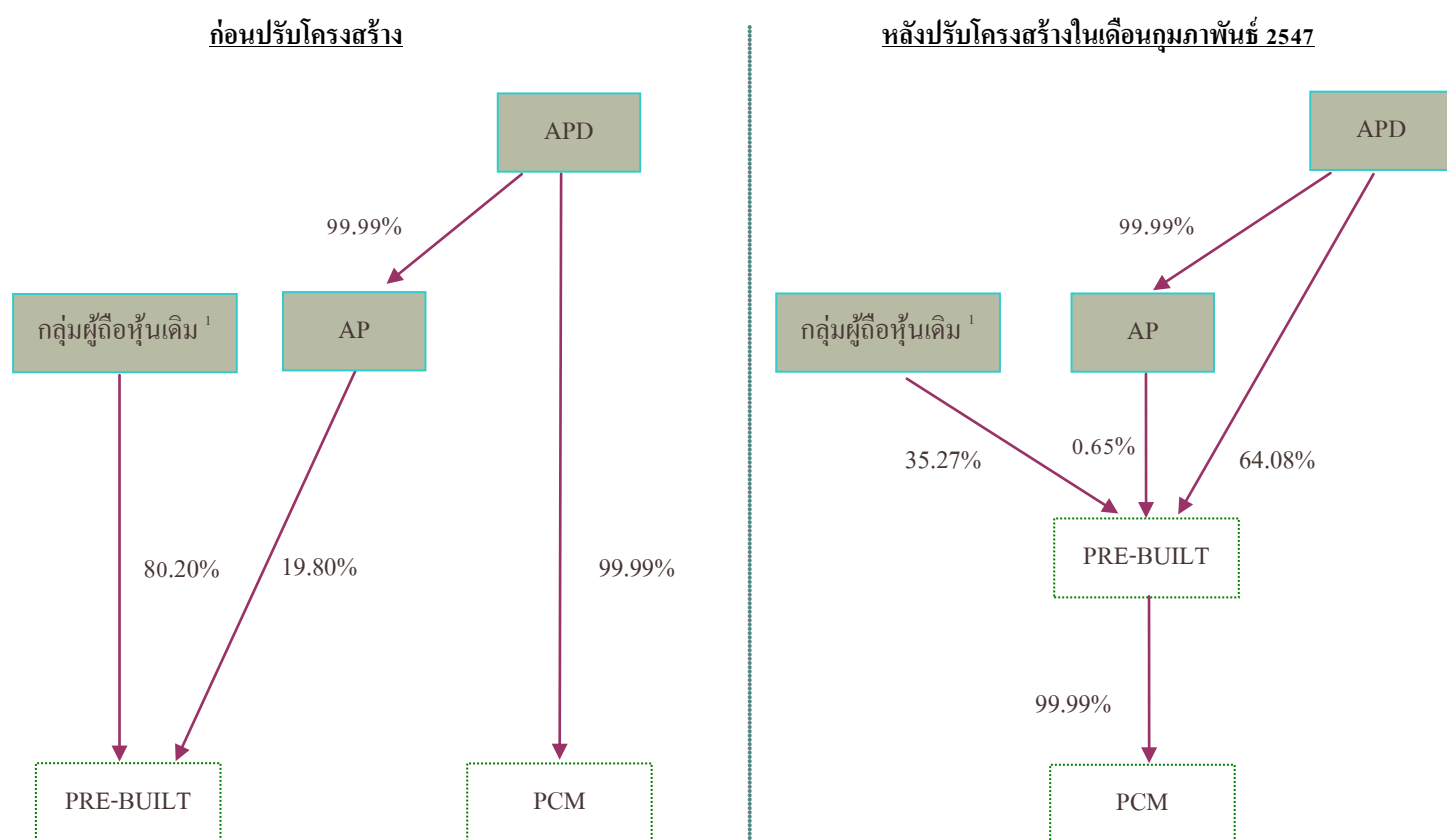 ก่อนปรับโครงสร้าง
APD
99.99%
กลุ่มผู้ถือหุ้นเดิม 1
AP
80.20%
19.80%
99.99%
PRE-BUILT
PCM
หลังปรับโครงสร้างในเดือนกุมภาพันธ์ 2547
APD
99.99%
กลุ่มผู้ถือหุ้นเดิม 1
AP
35.27%
0.65%
64.08%
PRE-BUILT
99.99%
PCM